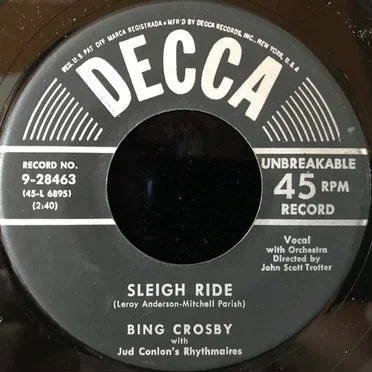 REG. U.S. PAT. OFF. MARCA REGISTRADA • MF'D BY DECCA RECORDS, INC., NEW YORK, U.S.A.
DECCA
RECORD NO.
9-28463
(45-L 6895)
(2:40)
UNBREAKABLE
45 RPM
RECORD
Vocal
with Orchestra
Directed by
John Scott Trotter
SLEIGH RIDE
(Leroy Anderson-Mitchell Parish)
BING CROSBY
with
Jud Conlon's Rhythmaires